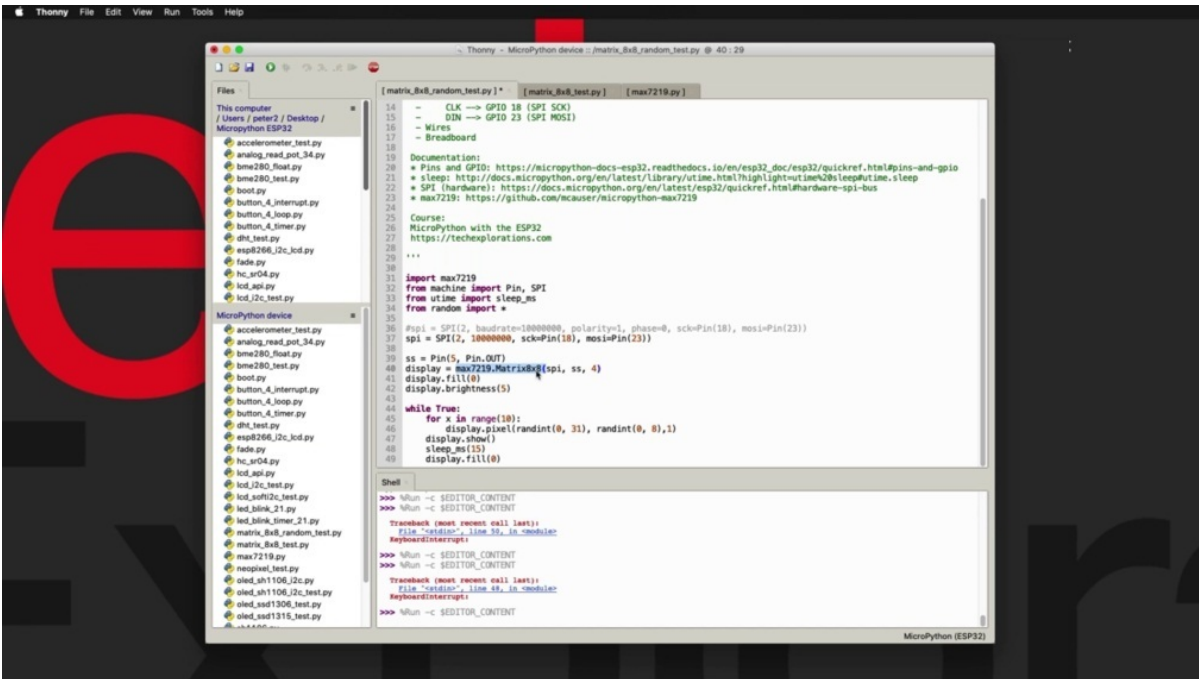 Thonny File Edit View Run Tools Help
Thonny - MicroPython device :: /matrix_8x8_random_test.py @ 40 : 29
Files
This computer
/ Users / peter2 / Desktop /
Micropython ESP32
accelerometer_test.py
analog_read_pot_34.py
bme280_float.py
bme280_test.py
boot.py
button_4_interrupt.py
button_4_loop.py
button_4_timer.py
dht_test.py
esp8266_i2c_lcd.py
fade.py
hc_sr04.py
lcd_api.py
lcd_i2c_test.py
MicroPython device
accelerometer_test.py
analog_read_pot_34.py
bme280_float.py
bme280_test.py
boot.py
button_4_interrupt.py
button_4_loop.py
button_4_timer.py
dht_test.py
esp8266_i2c_lcd.py
fade.py
hc_sr04.py
lcd_api.py
lcd_i2c_test.py
lcd_softi2c_test.py
led_blink_21.py
led_blink_timer_21.py
matrix_8x8_random_test.py
matrix_8x8_test.py
max7219.py
neopixel_test.py
oled_sh1106_i2c.py
oled_sh1106_i2c_test.py
oled_ssd1306_test.py
oled_ssd1315_test.py
[ matrix_8x8_random_test.py ] * [ matrix_8x8_test.py ] [ max7219.py ]
14 - CLK --> GPIO 18 (SPI SCK)
15 - DIN --> GPIO 23 (SPI MOSI)
16 - Wires
17 - Breadboard
18
19 Documentation:
20 * Pins and GPIO: https://micropython-docs-esp32.readthedocs.io/en/esp32_doc/esp32/quickref.html#pins-and-gpio
21 * sleep: http://docs.micropython.org/en/latest/library/utime.html?highlight=utime%20sleep#utime.sleep
22 * SPI (hardware): https://docs.micropython.org/en/latest/esp32/quickref.html#hardware-spi-bus
23 * max7219: https://github.com/mcauser/micropython-max7219
24
25 Course:
26 MicroPython with the ESP32
27 https://techexplorations.com
28
29 '''
30
31 import max7219
32 from machine import Pin, SPI
33 from utime import sleep_ms
34 from random import *
35
36 #spi = SPI(2, baudrate=10000000, polarity=1, phase=0, sck=Pin(18), mosi=Pin(23))
37 spi = SPI(2, 10000000, sck=Pin(18), mosi=Pin(23))
38
39 ss = Pin(5, Pin.OUT)
40 display = max7219.Matrix8x8(spi, ss, 4)
41 display.fill(0)
42 display.brightness(5)
43
44 while True:
45 for x in range(10):
46 display.pixel(randint(0, 31), randint(0, 8),1)
47 display.show()
48 sleep_ms(15)
49 display.fill(0)
Shell
>>> %Run -c $EDITOR_CONTENT
>>> %Run -c $EDITOR_CONTENT
Traceback (most recent call last):
File "<stdin>", line 50, in <module>
KeyboardInterrupt:
>>> %Run -c $EDITOR_CONTENT
>>> %Run -c $EDITOR_CONTENT
Traceback (most recent call last):
File "<stdin>", line 48, in <module>
KeyboardInterrupt:
>>> %Run -c $EDITOR_CONTENT
MicroPython (ESP32)